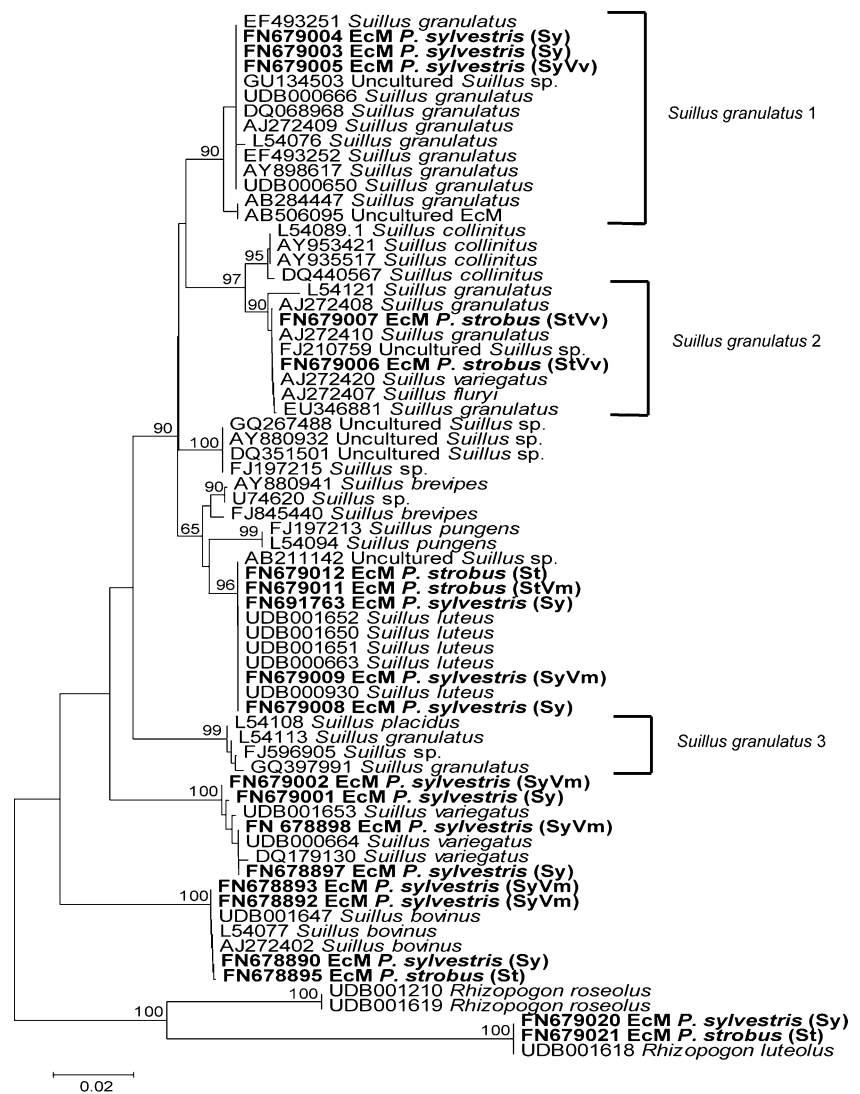 EF493251 Suillus granulatus
FN679004 EcM P. sylvestris (Sy)
FN679003 EcM P. sylvestris (Sy)
FN679005 EcM P. sylvestris (SyVv)
GU134503 Uncultured Suillus sp.
UDB000666 Suillus granulatus
DQ068968 Suillus granulatus
Suillus granulatus 1
AJ272409 Suillus granulatus
L54076 Suillus granulatus
90
EF493252 Suillus granulatus
AY898617 Suillus granulatus
UDB000650 Suillus granulatus
AB284447 Suillus granulatus
AB506095 Uncultured EcM
L54089.1 Suillus collinitus
AY953421 Suillus collinitus
95
AY935517 Suillus collinitus
97
DQ440567 Suillus collinitus
L54121 Suillus granulatus
90
AJ272408 Suillus granulatus
FN679007 EcM P. strobus (StVv)
AJ272410 Suillus granulatus
Suillus granulatus 2
FJ210759 Uncultured Suillus sp.
FN679006 EcM P. strobus (StVv)
AJ272420 Suillus variegatus
AJ272407 Suillus fluryi
EU346881 Suillus granulatus
GQ267488 Uncultured Suillus sp.
90
100
AY880932 Uncultured Suillus sp.
DQ351501 Uncultured Suillus sp.
FJ197215 Suillus sp.
90
AY880941 Suillus brevipes
U74620 Suillus sp.
FJ845440 Suillus brevipes
65
99
FJ197213 Suillus pungens
L54094 Suillus pungens
AB211142 Uncultured Suillus sp.
FN679012 EcM P. strobus (St)
96
FN679011 EcM P. strobus (StVm)
FN691763 EcM P. sylvestris (Sy)
UDB001652 Suillus luteus
UDB001650 Suillus luteus
UDB001651 Suillus luteus
UDB000663 Suillus luteus
FN679009 EcM P. sylvestris (SyVm)
UDB000930 Suillus luteus
FN679008 EcM P. sylvestris (Sy)
L54108 Suillus placidus
99
L54113 Suillus granulatus
Suillus granulatus 3
FJ596905 Suillus sp.
GQ397991 Suillus granulatus
FN679002 EcM P. sylvestris (SyVm)
100
FN679001 EcM P. sylvestris (Sy)
UDB001653 Suillus variegatus
FN 678898 EcM P. sylvestris (SyVm)
UDB000664 Suillus variegatus
DQ179130 Suillus variegatus
FN678897 EcM P. sylvestris (Sy)
FN678893 EcM P. sylvestris (SyVm)
100
FN678892 EcM P. sylvestris (SyVm)
UDB001647 Suillus bovinus
L54077 Suillus bovinus
AJ272402 Suillus bovinus
FN678890 EcM P. sylvestris (Sy)
FN678895 EcM P. strobus (St)
100
UDB001210 Rhizopogon roseolus
UDB001619 Rhizopogon roseolus
100
FN679020 EcM P. sylvestris (Sy)
100
FN679021 EcM P. strobus (St)
UDB001618 Rhizopogon luteolus
0.02